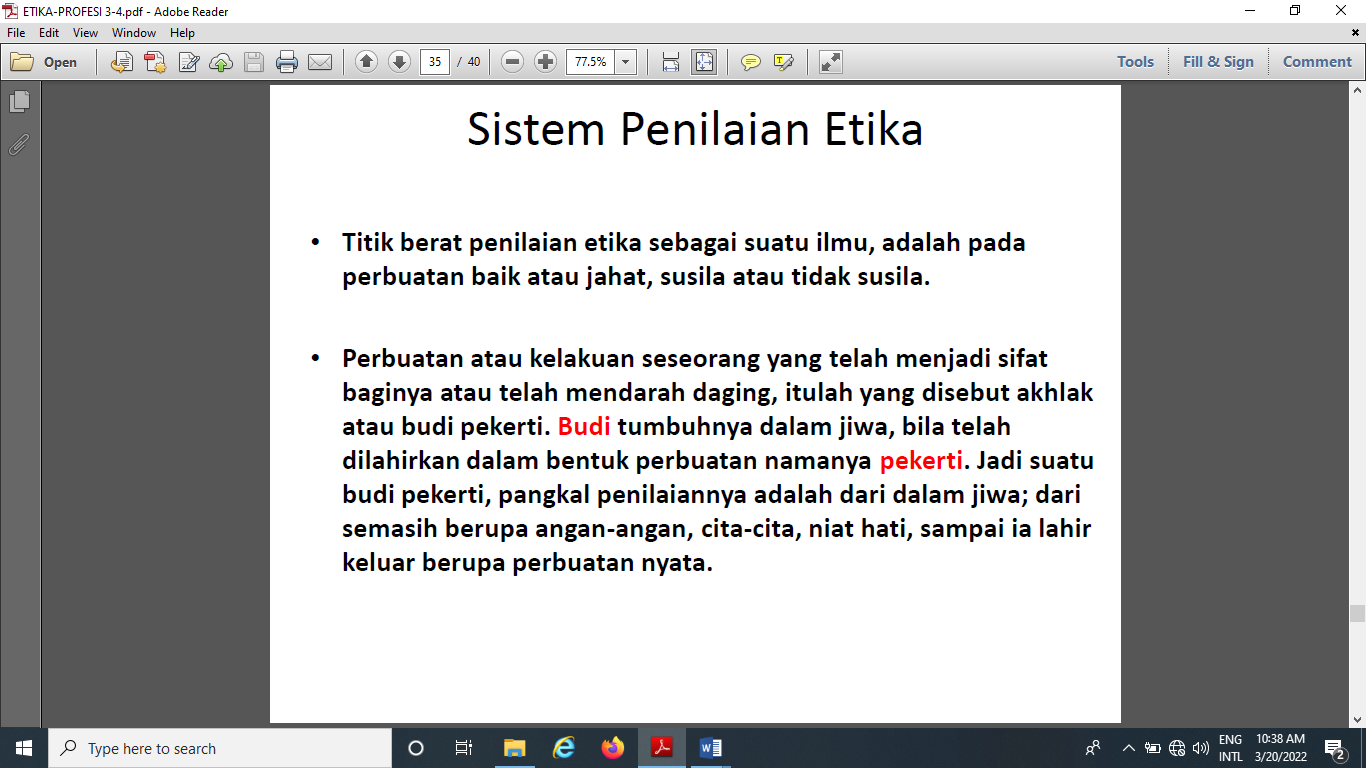 ETIKA-PROFESI 3-4.pdf - Adobe Reader
File Edit View Window Help
Open 35 / 40 77.5% Tools Fill & Sign Comment
Sistem Penilaian Etika
• Titik berat penilaian etika sebagai suatu ilmu, adalah pada
perbuatan baik atau jahat, susila atau tidak susila.
• Perbuatan atau kelakuan seseorang yang telah menjadi sifat
baginya atau telah mendarah daging, itulah yang disebut akhlak
atau budi pekerti. Budi tumbuhnya dalam jiwa, bila telah
dilahirkan dalam bentuk perbuatan namanya pekerti. Jadi suatu
budi pekerti, pangkal penilaiannya adalah dari dalam jiwa; dari
semasih berupa angan-angan, cita-cita, niat hati, sampai ia lahir
keluar berupa perbuatan nyata.
Type here to search
ENG
INTL
10:38 AM
3/20/2022
2